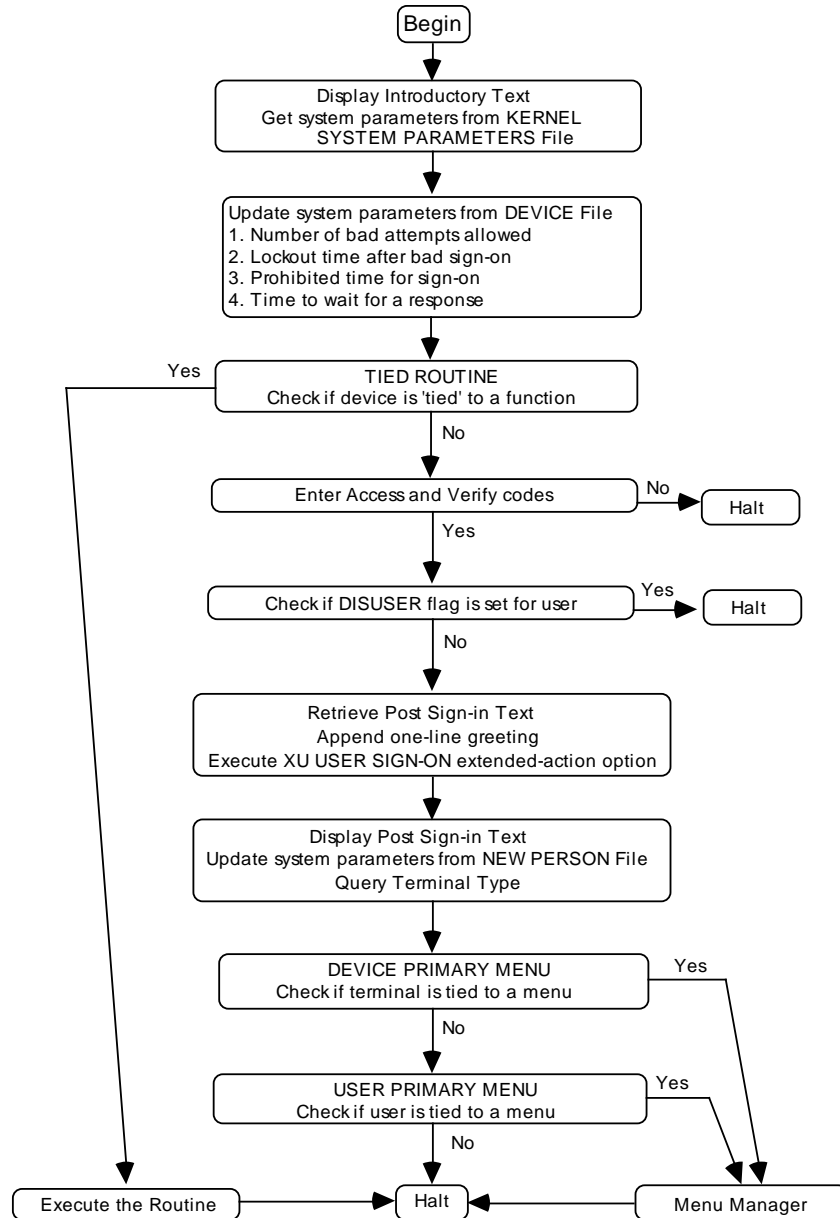 Begin
Display Introductory Text
Get system parameters from KERNEL
SYSTEM PARAMETERS File
Update system parameters from DEVICE File
1. Number of bad attempts allowed
2. Lockout time after bad sign-on
3. Prohibited time for sign-on
4. Time to wait for a response
Yes
TIED ROUTINE
Check if device is 'tied' to a function
No
Enter Access and Verify codes
No
Halt
Yes
Check if DISUSER flag is set for user
Yes
Halt
No
Retrieve Post Sign-in Text
Append one-line greeting
Execute XU USER SIGN-ON extended-action option
Display Post Sign-in Text
Update system parameters from NEW PERSON File
Query Terminal Type
DEVICE PRIMARY MENU
Check if terminal is tied to a menu
Yes
No
USER PRIMARY MENU
Check if user is tied to a menu
Yes
No
Execute the Routine
Halt
Menu Manager